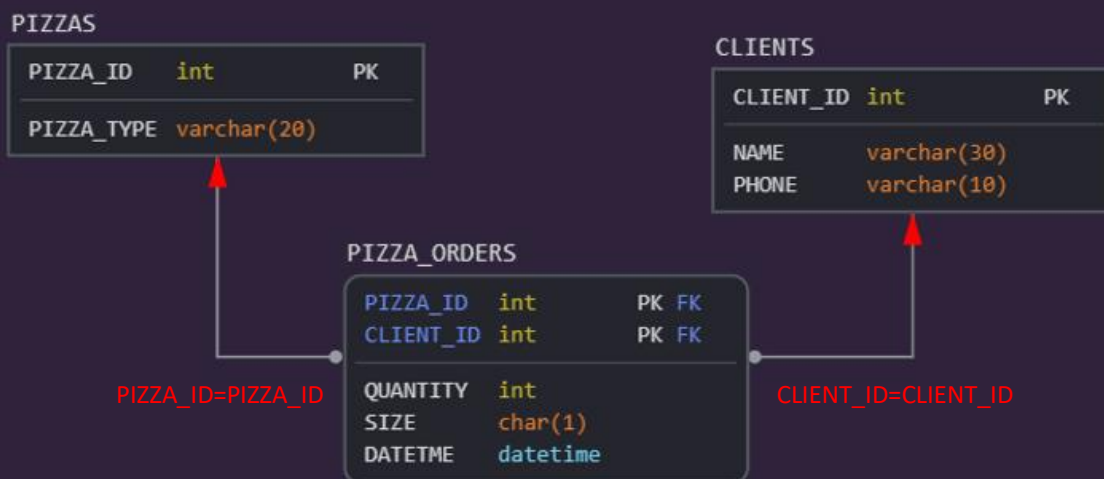 PIZZAS
PIZZA_ID int PK
PIZZA_TYPE varchar(20)
CLIENTS
CLIENT_ID int PK
NAME varchar(30)
PHONE varchar(10)
PIZZA_ORDERS
PIZZA_ID int PK FK
CLIENT_ID int PK FK
QUANTITY int
SIZE char(1)
DATETME datetime
PIZZA_ID=PIZZA_ID
CLIENT_ID=CLIENT_ID